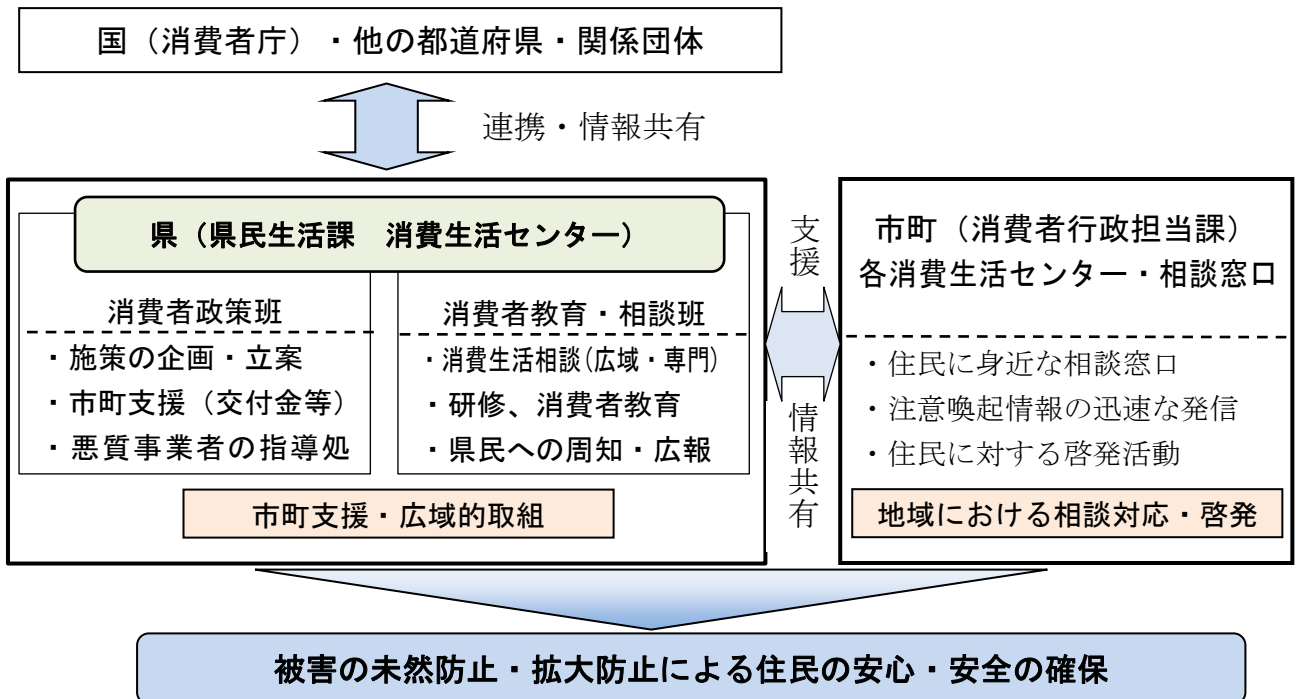 国（消費者庁）・他の都道府県・関係団体
連携・情報共有
県（県民生活課　消費生活センター）
消費者政策班
・施策の企画・立案
・市町支援（交付金等）
・悪質事業者の指導処
消費者教育・相談班
・消費生活相談(広域・専門)
・研修、消費者教育
・県民への周知・広報
市町支援・広域的取組
支援
情報共有
市町（消費者行政担当課）
各消費生活センター・相談窓口
・住民に身近な相談窓口
・注意喚起情報の迅速な発信
・住民に対する啓発活動
地域における相談対応・啓発
被害の未然防止・拡大防止による住民の安心・安全の確保